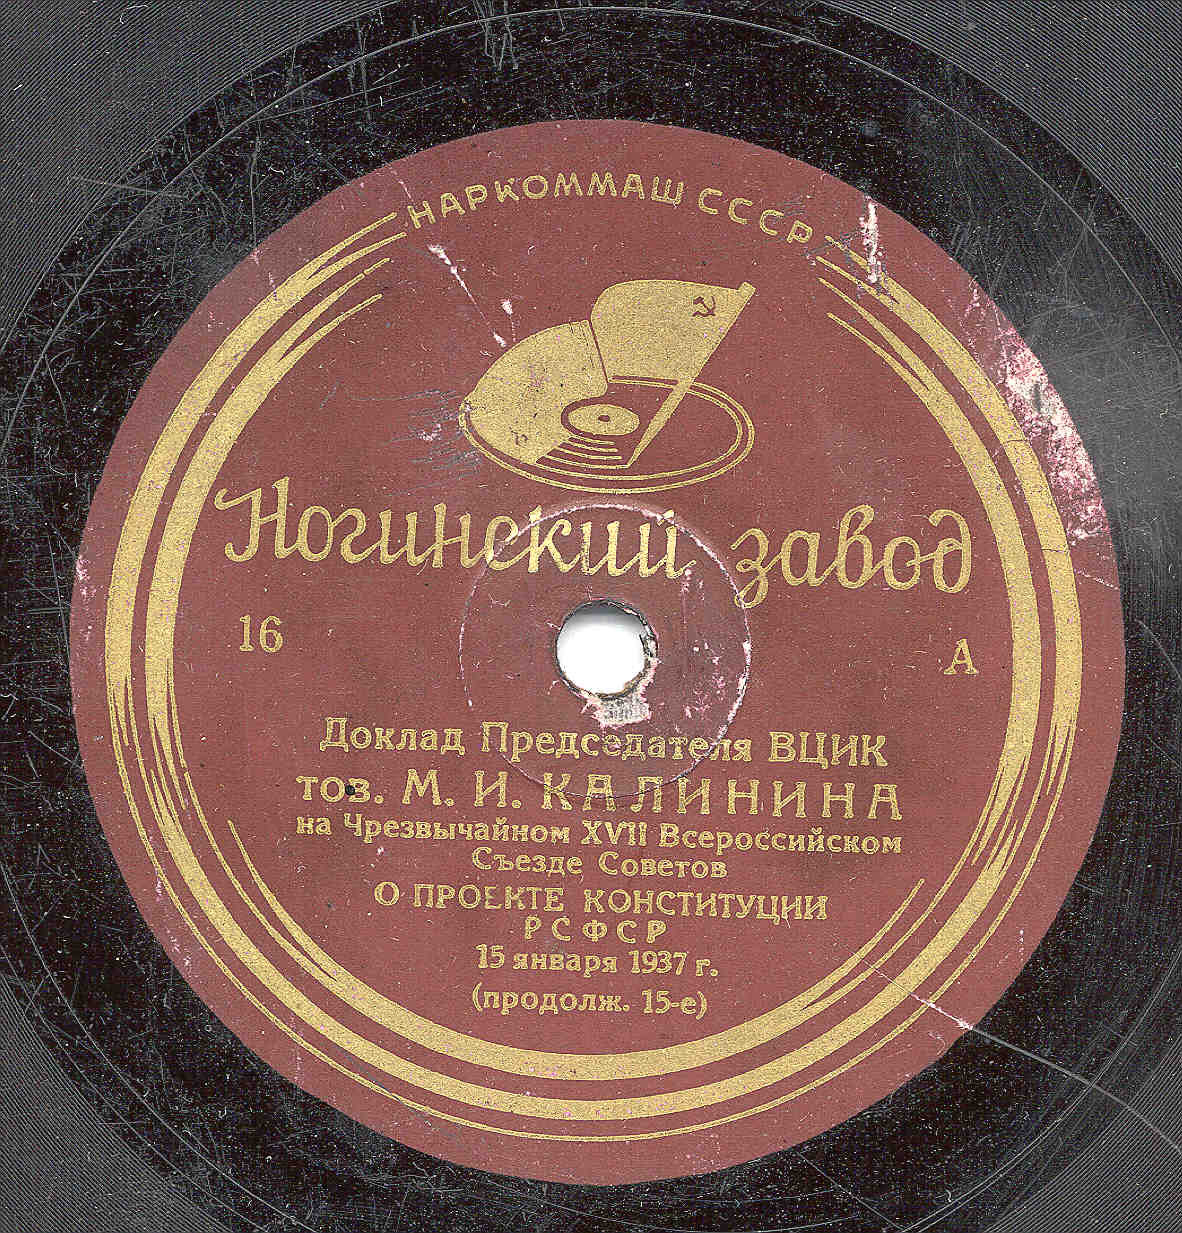 НАРКОММАШ СССР
Ногинский завод
16
А
Доклад Председателя ВЦИК
тов. М. И. КАЛИНИНА
на Чрезвычайном XVII Всероссийском
Съезде Советов
О ПРОЕКТЕ КОНСТИТУЦИИ
РСФСР
15 января 1937 г.
(продолж. 15-е)